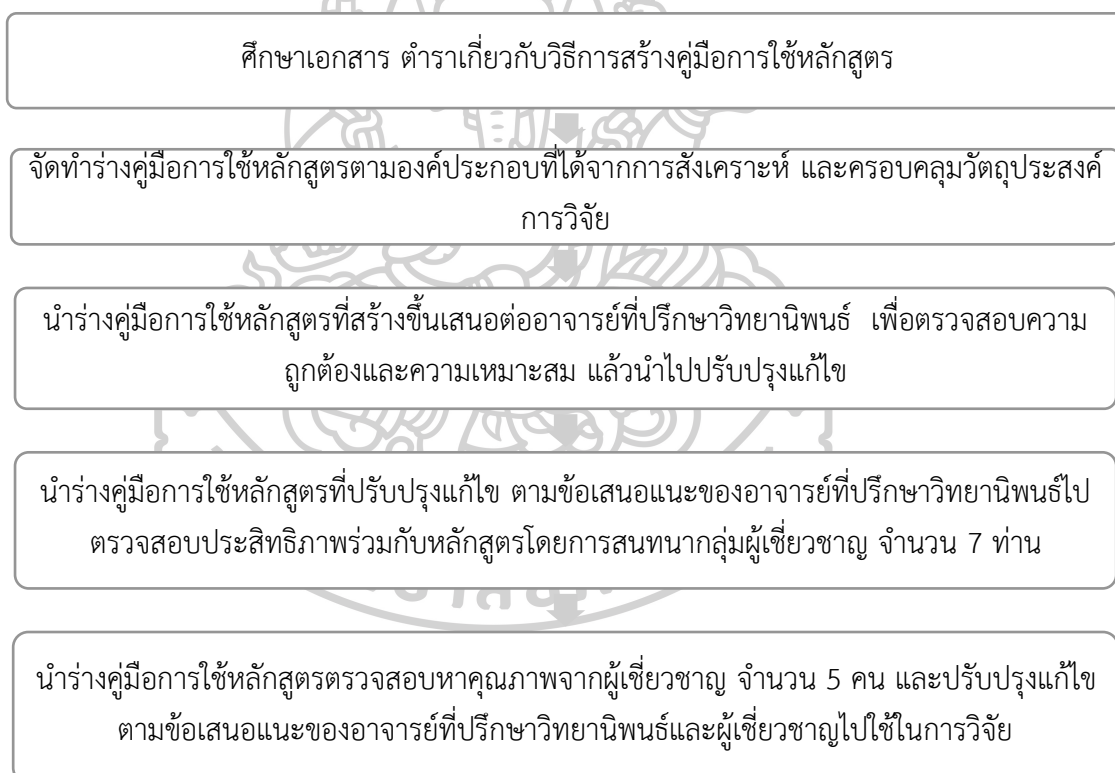 ศึกษาเอกสาร ตำราเกี่ยวกับวิธีการสร้างคู่มือการใช้หลักสูตร
จัดทำร่างคู่มือการใช้หลักสูตรตามองค์ประกอบที่ได้จากการสังเคราะห์ และครอบคลุมวัตถุประสงค์
การวิจัย
นำร่างคู่มือการใช้หลักสูตรที่สร้างขึ้นเสนอต่ออาจารย์ที่ปรึกษาวิทยานิพนธ์ เพื่อตรวจสอบความ
ถูกต้องและความเหมาะสม แล้วนำไปปรับปรุงแก้ไข
นำร่างคู่มือการใช้หลักสูตรที่ปรับปรุงแก้ไข ตามข้อเสนอแนะของอาจารย์ที่ปรึกษาวิทยานิพนธ์ไป
ตรวจสอบประสิทธิภาพร่วมกับหลักสูตรโดยการสนทนากลุ่มผู้เชี่ยวชาญ จำนวน 7 ท่าน
นำร่างคู่มือการใช้หลักสูตรตรวจสอบหาคุณภาพจากผู้เชี่ยวชาญ จำนวน 5 คน และปรับปรุงแก้ไข
ตามข้อเสนอแนะของอาจารย์ที่ปรึกษาวิทยานิพนธ์และผู้เชี่ยวชาญไปใช้ในการวิจัย